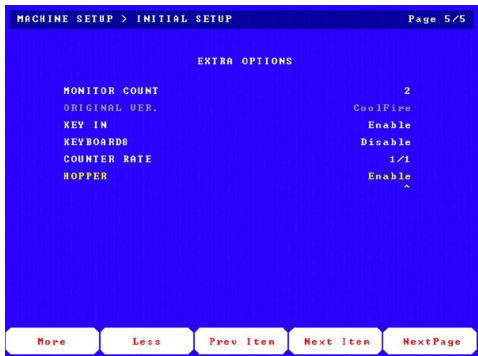 MACHINE SETUP > INITIAL SETUP Page 5/5
EXTRA OPTIONS
MONITOR COUNT 2
ORIGINAL VER. CoolFire
KEY IN Enable
KEYBOARD8 Disable
COUNTER RATE 1/1
HOPPER Enable
^
More Less Prev Item Next Item NextPage